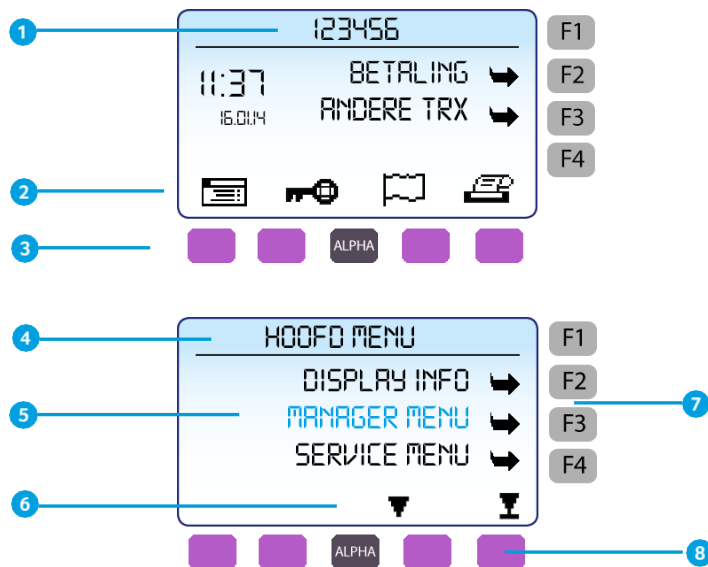 1
123456
F1
11:37
BETALING
F2
16.01.14
ANDERE TRX
F3
F4
2
3
ALPHA
4
HOOFD MENU
F1
DISPLAY INFO
F2
5
MANAGER MENU
7
F3
SERVICE MENU
F4
6
ALPHA
8